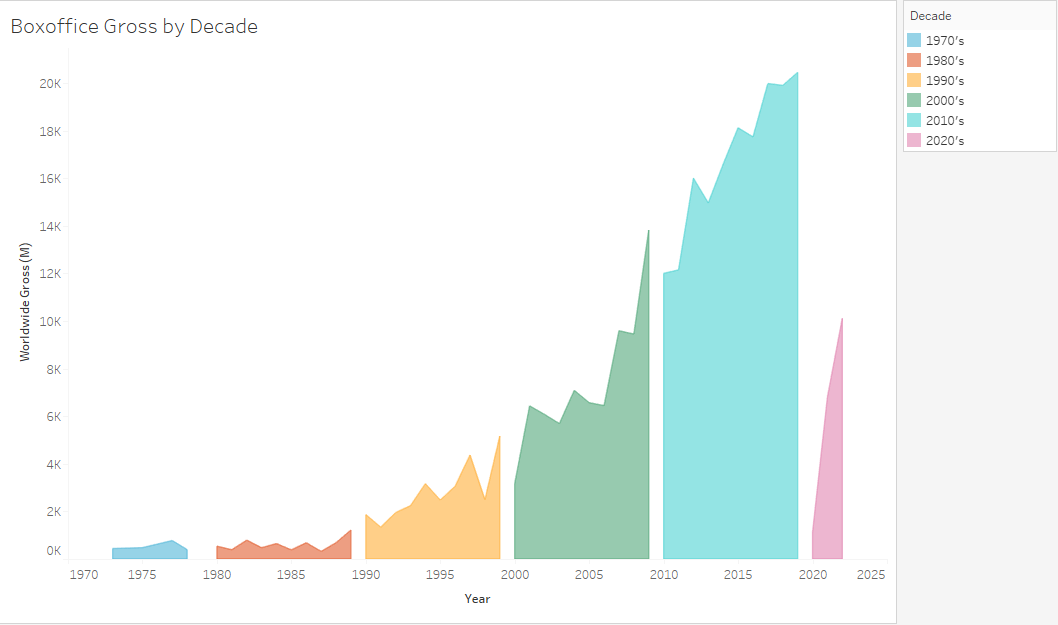 Boxoffice Gross by Decade
Decade
1970's
1980's
1990's
2000's
2010's
2020's
20K
18K
16K
14K
12K
10K
8K
6K
4K
2K
0K
Worldwide Gross (M)
1970 1975 1980 1985 1990 1995 2000 2005 2010 2015 2020 2025
Year